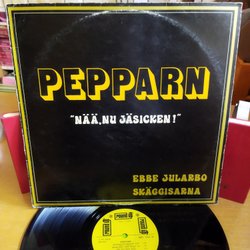 PEPPARN
"NÄÄ, NU JÄSICKEN!"
EBBE JULARBO
SKÄGGISARNA